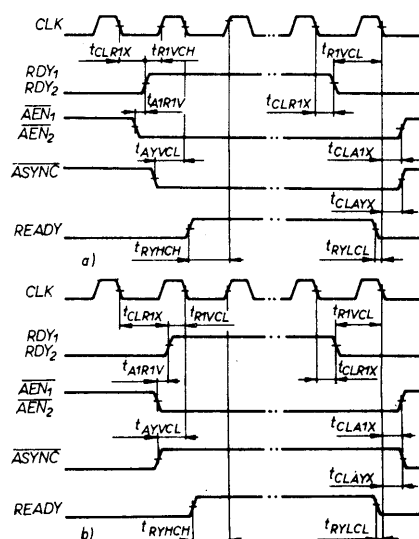 CLK
tCLR1X tR1VCH tR1VCL
RDY1
RDY2
tA1R1V tCLR1X
AEN1
AEN2
tAYVCL tCLA1X
ASYNC
tCLAYX
READY
a) tRYHCH tRYLCL
CLK
tCLR1X tR1VCL tR1VCL
RDY1
RDY2
tA1R1V tCLR1X
AEN1
AEN2
tAYVCL tCLA1X
ASYNC
tCLAYX
READY
b) tRYHCH tRYLCL